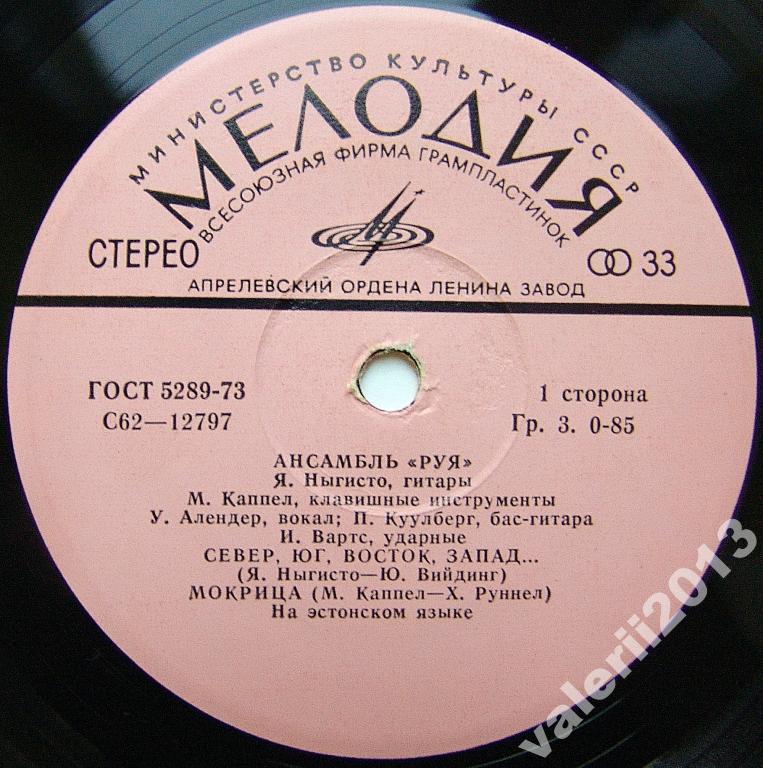 МИНИСТЕРСТВО КУЛЬТУРЫ СССР
МЕЛОДИЯ
ВСЕСОЮЗНАЯ ФИРМА ГРАМПЛАСТИНОК
СТЕРЕО
33
АПРЕЛЕВСКИЙ ОРДЕНА ЛЕНИНА ЗАВОД
ГОСТ 5289-73
1 сторона
С62—12797
Гр. 3. 0-85
АНСАМБЛЬ «РУЯ»
Я. Ныгисто, гитары
М. Каппел, клавишные инструменты
У. Алендер, вокал; П. Куулберг, бас-гитара
И. Вартс, ударные
СЕВЕР, ЮГ, ВОСТОК, ЗАПАД...
(Я. Ныгисто—Ю. Вийдинг)
МОКРИЦА (М. Каппел—Х. Руннел)
На эстонском языке
valerii2013